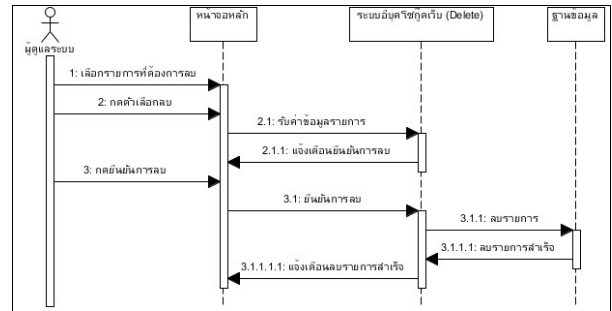 หน้าจอหลัก
ระบบอีบุควิชกู๊ดเว็บ (Delete)
ฐานข้อมูล
ผู้ดูแลระบบ
1: เลือกรายการที่ต้องการลบ
2: กดตัวเลือกลบ
2.1: รับค่าข้อมูลรายการ
2.1.1: แจ้งเตือนยืนยันการลบ
3: กดยืนยันการลบ
3.1: ยืนยันการลบ
3.1.1: ลบรายการ
3.1.1.1: ลบรายการสำเร็จ
3.1.1.1.1: แจ้งเตือนลบรายการสำเร็จ